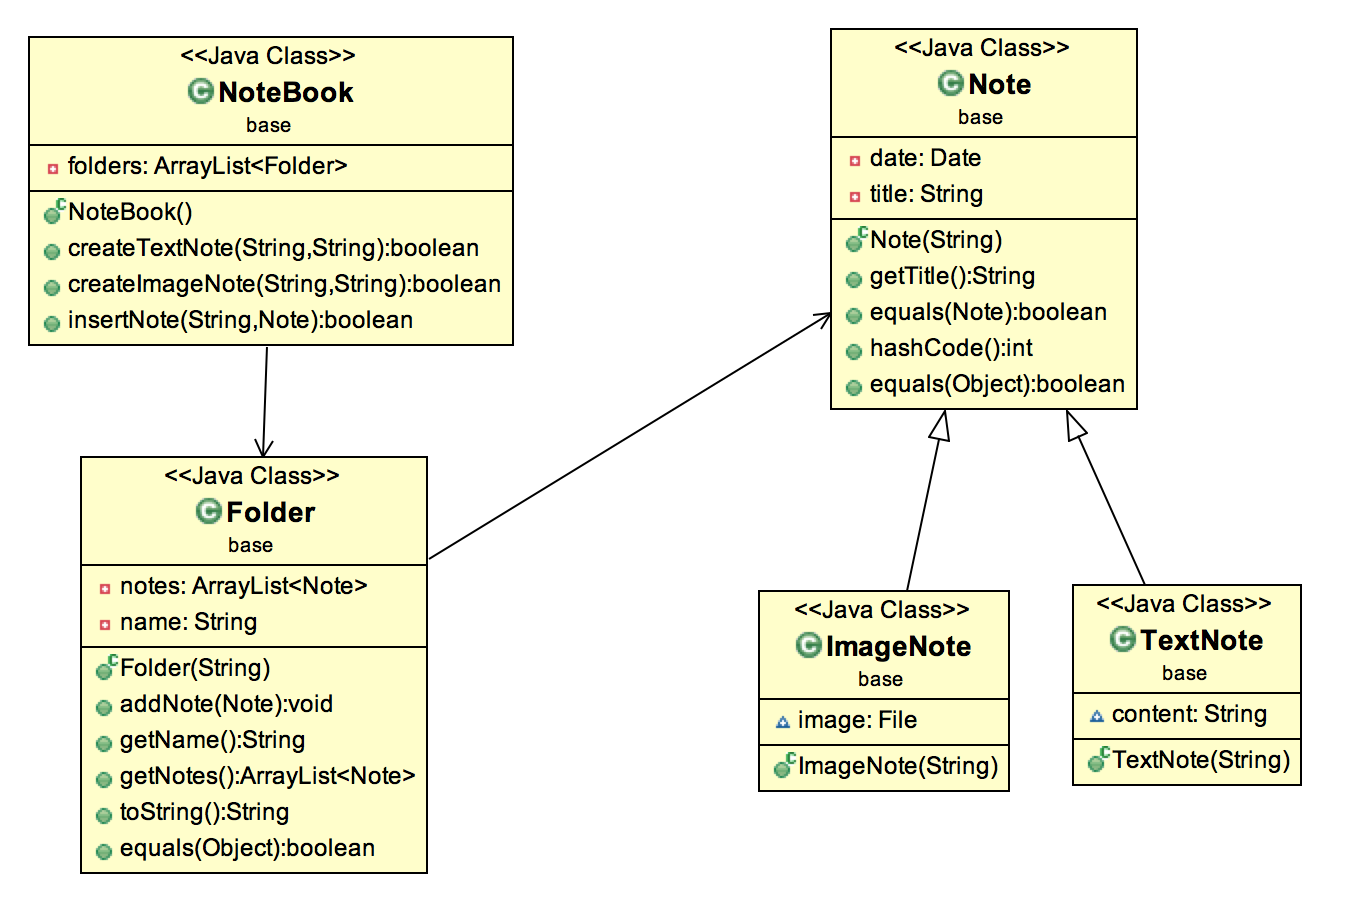 <<Java Class>>
NoteBook
base
folders: ArrayList<Folder>
NoteBook()
createTextNote(String,String):boolean
createImageNote(String,String):boolean
insertNote(String,Note):boolean
<<Java Class>>
Note
base
date: Date
title: String
Note(String)
getTitle():String
equals(Note):boolean
hashCode():int
equals(Object):boolean
<<Java Class>>
Folder
base
notes: ArrayList<Note>
name: String
Folder(String)
addNote(Note):void
getName():String
getNotes():ArrayList<Note>
toString():String
equals(Object):boolean
<<Java Class>>
ImageNote
base
image: File
ImageNote(String)
<<Java Class>>
TextNote
base
content: String
TextNote(String)